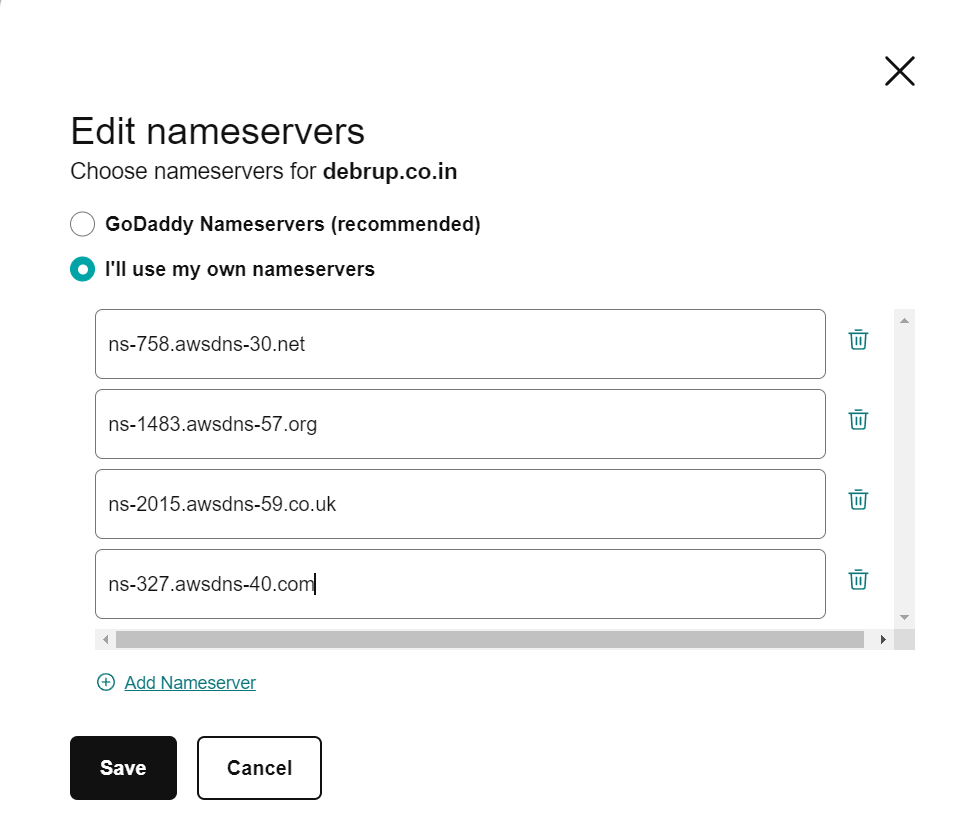 Edit nameservers
Choose nameservers for debrup.co.in
GoDaddy Nameservers (recommended)
I'll use my own nameservers
ns-758.awsdns-30.net
ns-1483.awsdns-57.org
ns-2015.awsdns-59.co.uk
ns-327.awsdns-40.com
Add Nameserver
Save
Cancel